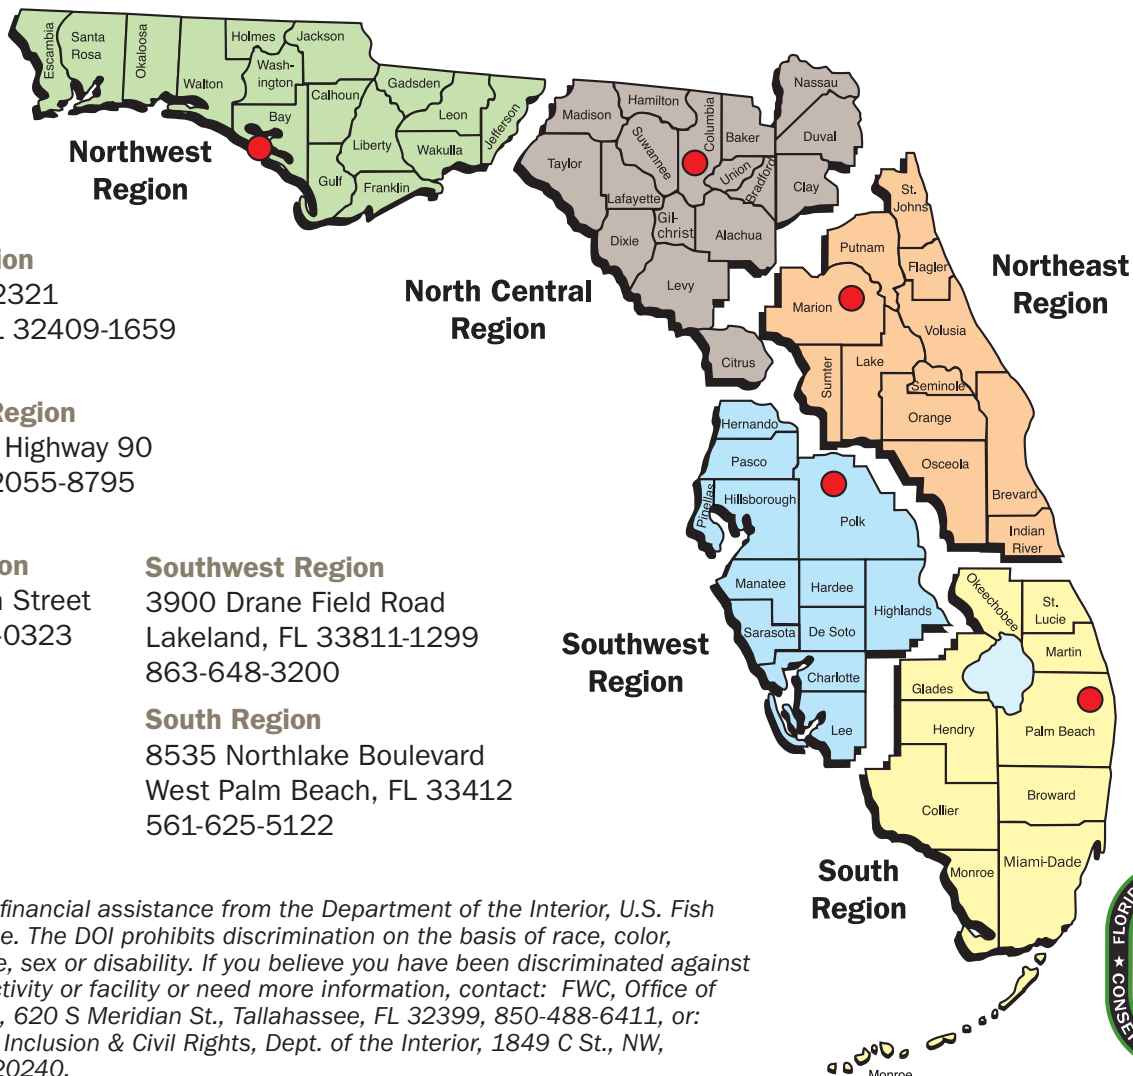 Escambia
Santa
Rosa
Okaloosa
Walton
Holmes
Jackson
Wash-
ington
Bay
Calhoun
Gulf
Gadsden
Liberty
Leon
Wakulla
Franklin
Jefferson
Northwest
Region
Madison
Hamilton
Suwannee
Columbia
Baker
Nassau
Duval
Taylor
Lafayette
Union
Bradford
Clay
Dixie
Gil-
christ
Alachua
Levy
Citrus
North Central
Region
St.
Johns
Putnam
Flagler
Marion
Volusia
Sumter
Lake
Seminole
Orange
Osceola
Brevard
Indian
River
Northeast
Region
Hernando
Pasco
Pinellas
Hillsborough
Polk
Manatee
Hardee
Highlands
Sarasota
De Soto
Charlotte
Lee
Southwest
Region
Okeechobee
St.
Lucie
Martin
Glades
Hendry
Palm Beach
Collier
Broward
Monroe
Miami-Dade
South
Region
Monroe
ion
2321
L 32409-1659
Region
Highway 90
2055-8795
on
n Street
-0323
Southwest Region
3900 Drane Field Road
Lakeland, FL 33811-1299
863-648-3200
South Region
8535 Northlake Boulevard
West Palm Beach, FL 33412
561-625-5122
financial assistance from the Department of the Interior, U.S. Fish
e. The DOI prohibits discrimination on the basis of race, color,
e, sex or disability. If you believe you have been discriminated against
ctivity or facility or need more information, contact: FWC, Office of
, 620 S Meridian St., Tallahassee, FL 32399, 850-488-6411, or:
Inclusion & Civil Rights, Dept. of the Interior, 1849 C St., NW,
20240.
FLORID
★ CONSE